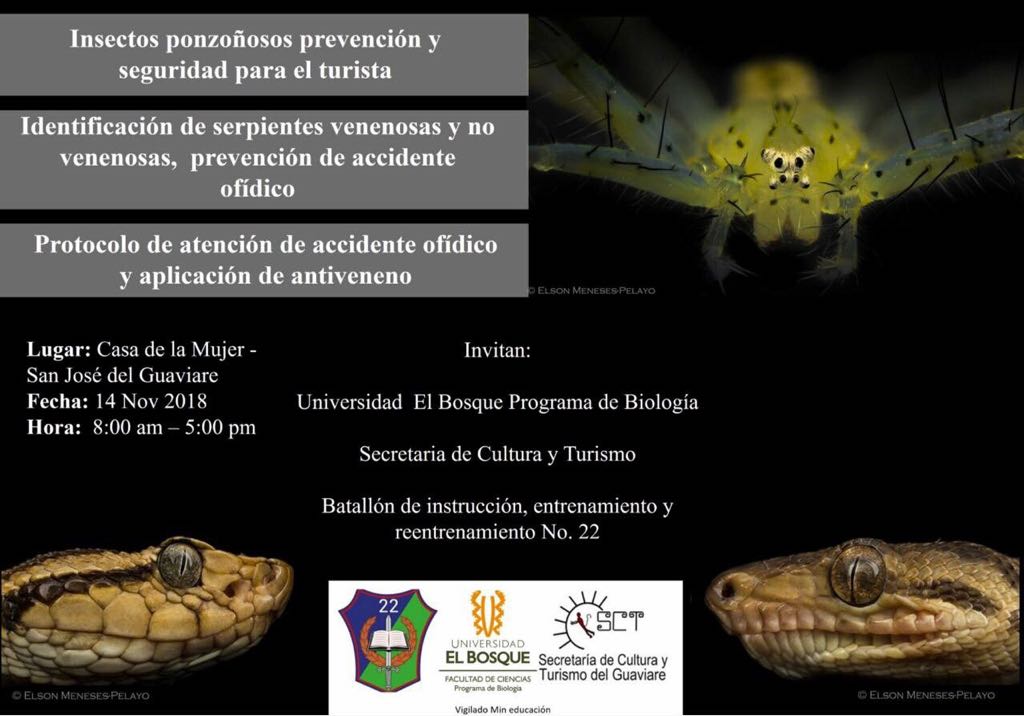 Insectos ponzoñosos prevención y
seguridad para el turista
Identificación de serpientes venenosas y no
venenosas, prevención de accidente
ofídico
Protocolo de atención de accidente ofídico
y aplicación de antiveneno
© ELSON MENESES-PELAYO
Lugar: Casa de la Mujer -
San José del Guaviare
Fecha: 14 Nov 2018
Hora: 8:00 am – 5:00 pm
Invitan:
Universidad El Bosque Programa de Biología
Secretaria de Cultura y Turismo
Batallón de instrucción, entrenamiento y
reentrenamiento No. 22
22
UNIVERSIDAD
EL BOSQUE
FACULTAD DE CIENCIAS
Programa de Biología
SCT
Secretaría de Cultura y
Turismo del Guaviare
Vigilado Min educación
© ELSON MENESES-PELAYO
© ELSON MENESES-PELAYO